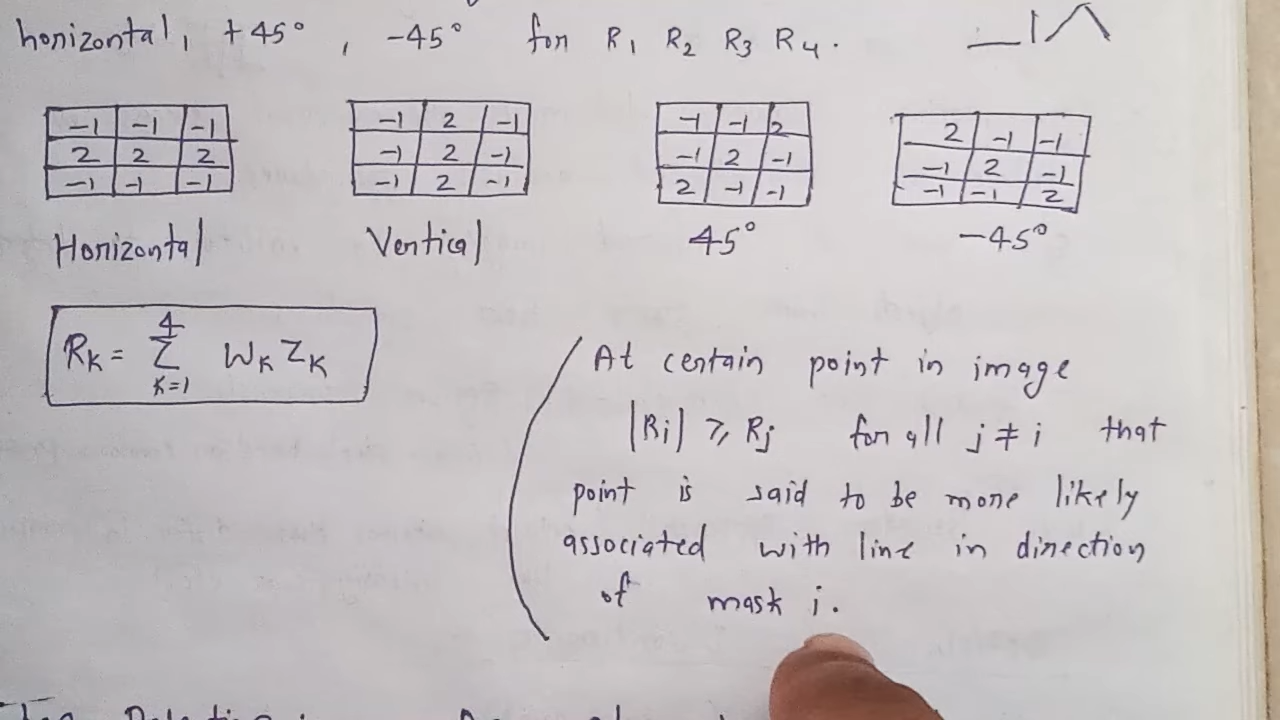 horizontal, +45° , -45° for R1 R2 R3 R4.
-1 -1 -1
2 2 2
-1 -1 -1
Horizontal
-1 2 -1
-1 2 -1
-1 2 -1
Vertical
-1 -1 2
-1 2 -1
2 -1 -1
45°
2 -1 -1
-1 2 -1
-1 -1 2
-45°
RK = 4 Σ K=1 WK ZK
At certain point in image
|Ri| ≥ Rj for all j ≠ i that
point is said to be more likely
associated with line in direction
of mask i.